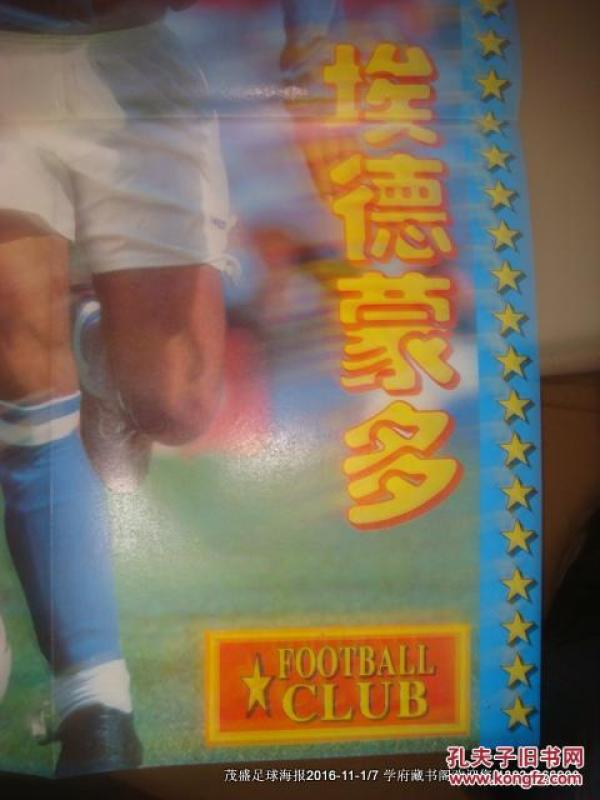 埃德蒙多
FOOTBALL
CLUB
孔夫子旧书网
www.kongfz.com
茂盛足球海报2016-11-1/7 学府藏书阁